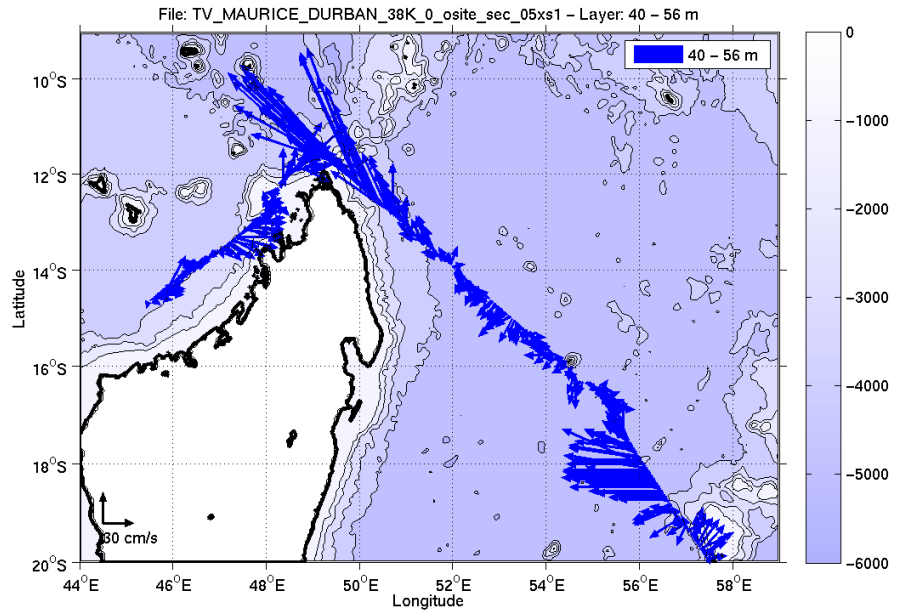 File: TV_MAURICE_DURBAN_38K_0_osite_sec_05xs1 – Layer: 40 – 56 m
40 – 56 m
10°S
12°S
14°S
16°S
18°S
20°S
Latitude
30 cm/s
44°E
46°E
48°E
50°E
52°E
54°E
56°E
58°E
Longitude
0
−1000
−2000
−3000
−4000
−5000
−6000